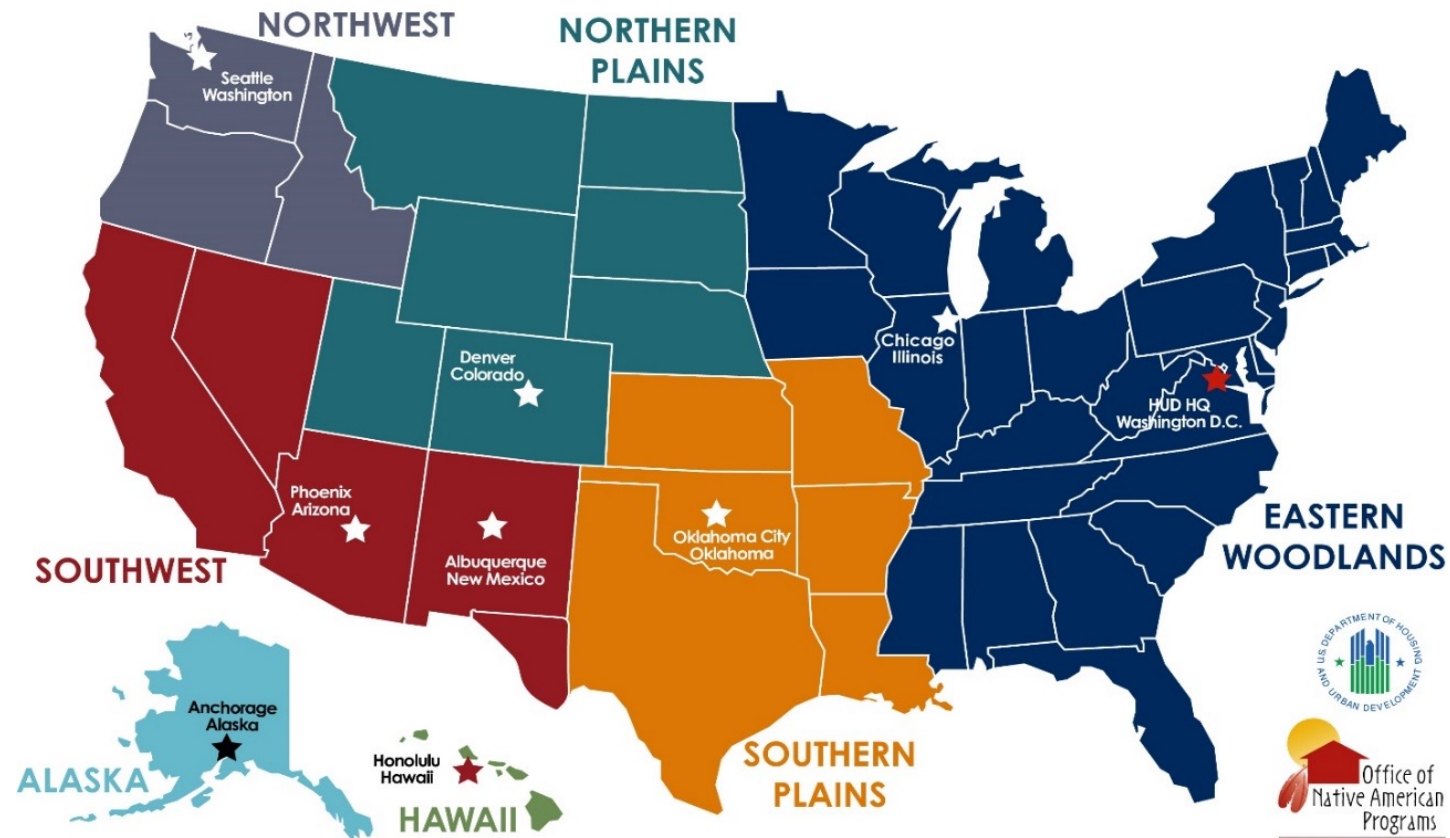 NORTHWEST
NORTHERN
PLAINS
Seattle
Washington
Denver
Colorado
Chicago
Illinois
HUD HQ
Washington D.C.
Phoenix
Arizona
Albuquerque
New Mexico
Oklahoma City
Oklahoma
EASTERN
WOODLANDS
SOUTHWEST
U.S. DEPARTMENT OF HOUSING
AND URBAN DEVELOPMENT
Anchorage
Alaska
ALASKA
Honolulu
Hawaii
HAWAII
SOUTHERN
PLAINS
Office of
Native American
Programs